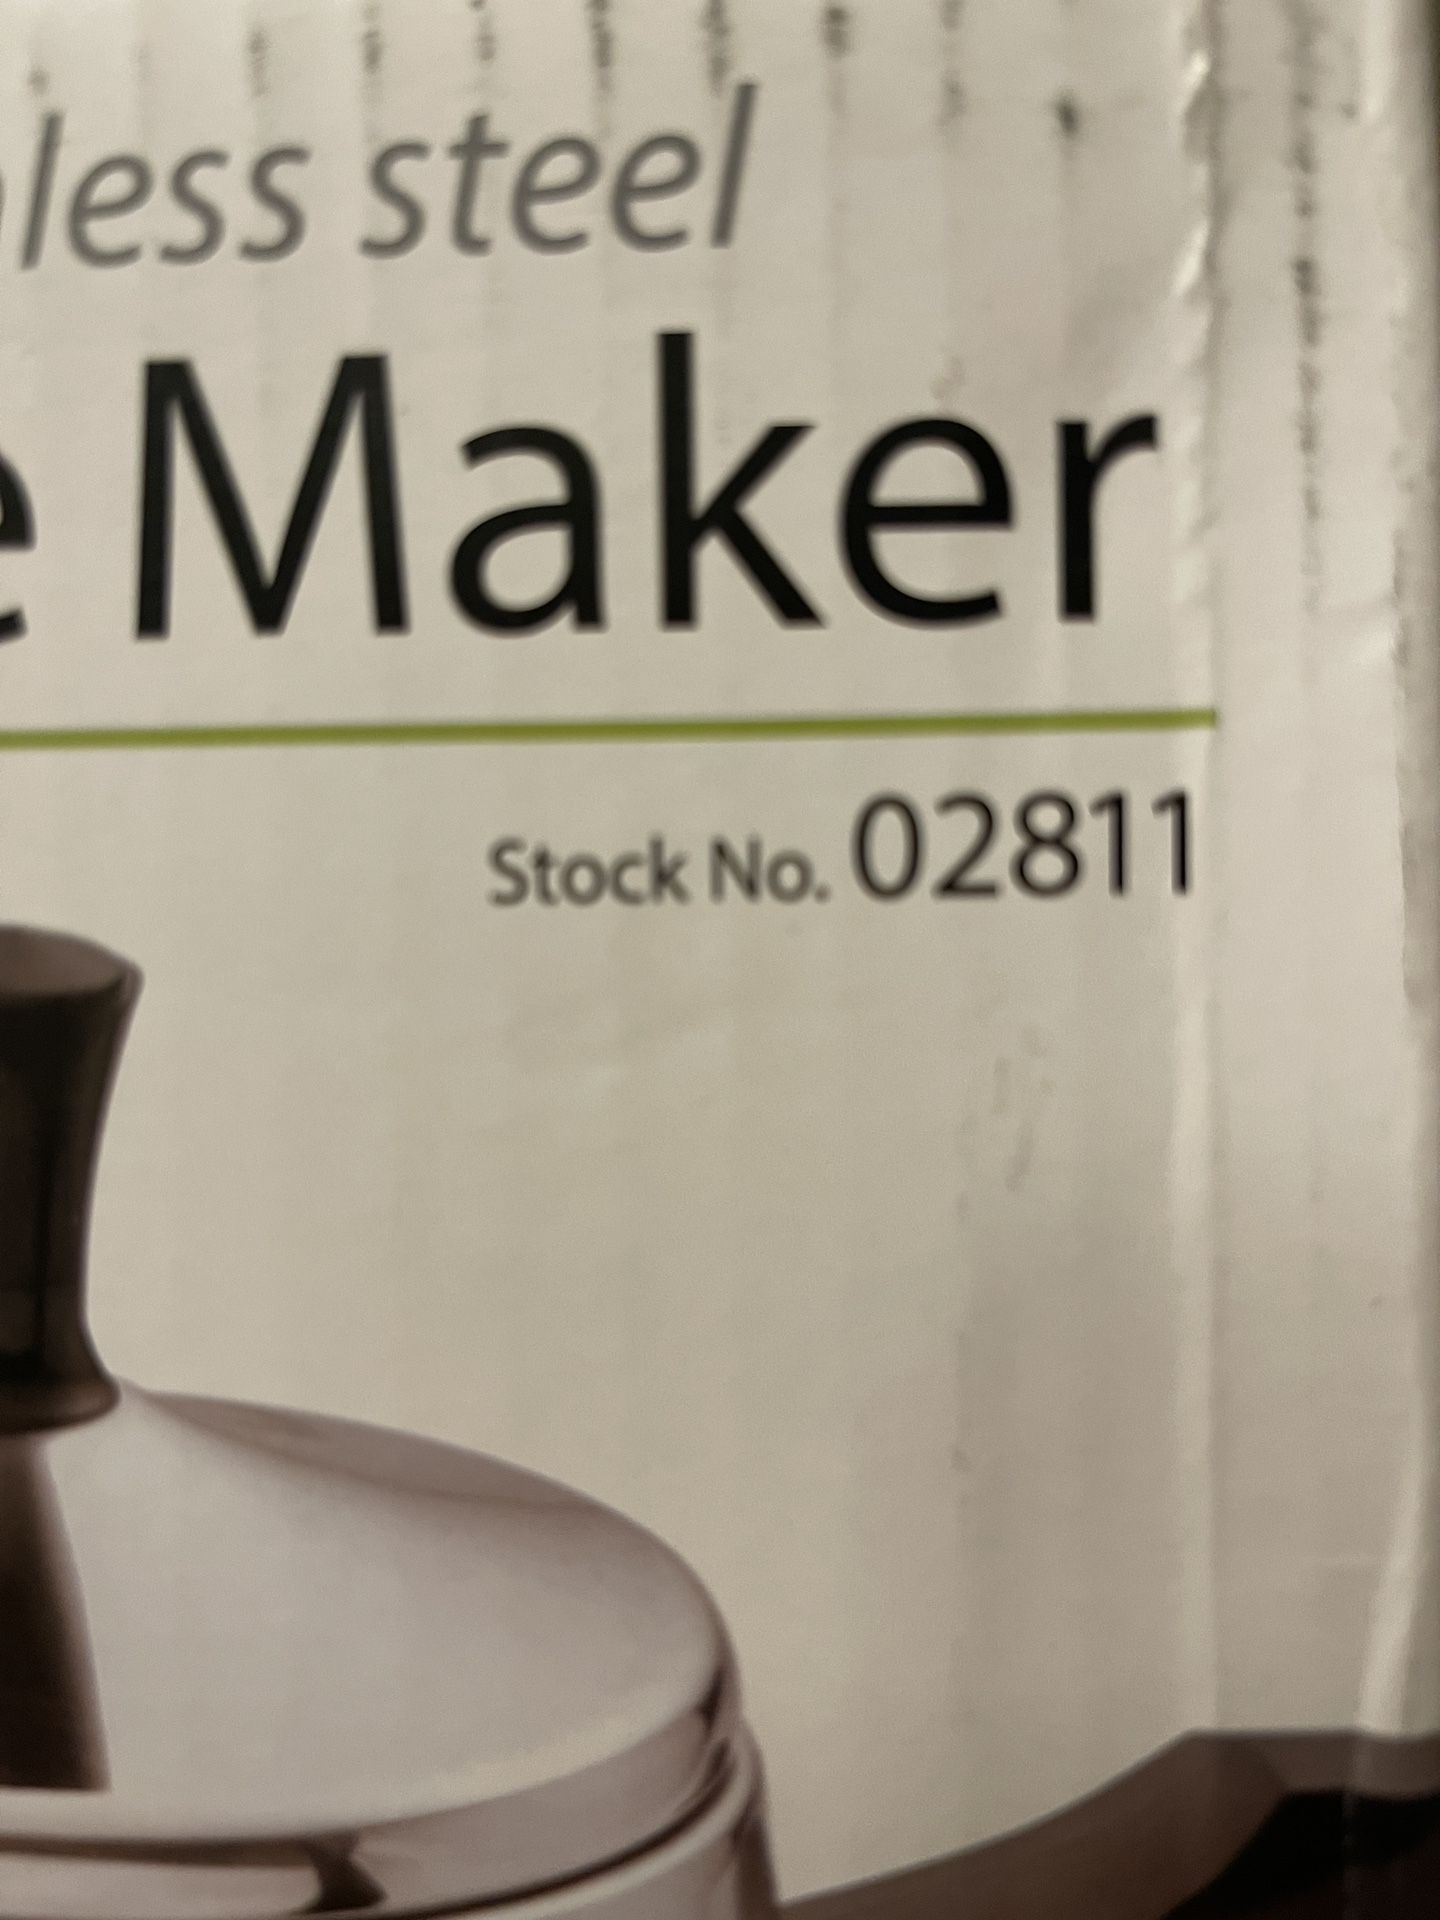 less steel
e Maker
Stock No. 02811